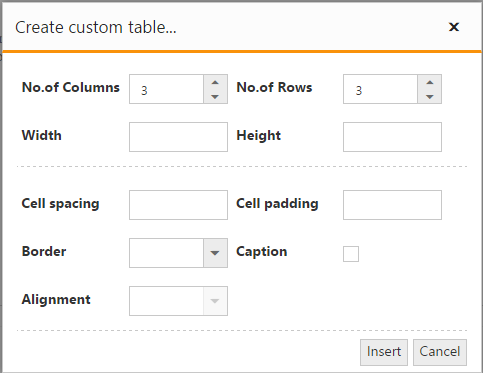 Create custom table...
No.of Columns 3 No.of Rows 3
Width Height
Cell spacing Cell padding
Border Caption
Alignment
Insert Cancel